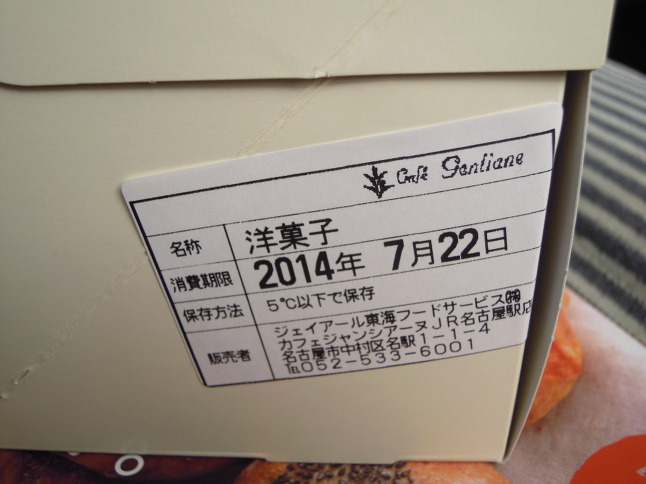 Café Gentiane
名称 洋菓子
消費期限 2014年 7月22日
保存方法 5℃以下で保存
販売者 ジェイアール東海フードサービス㈱
カフェジャンシアーヌJR名古屋駅店
名古屋市中村区名駅1-1-4
℡052-533-6001